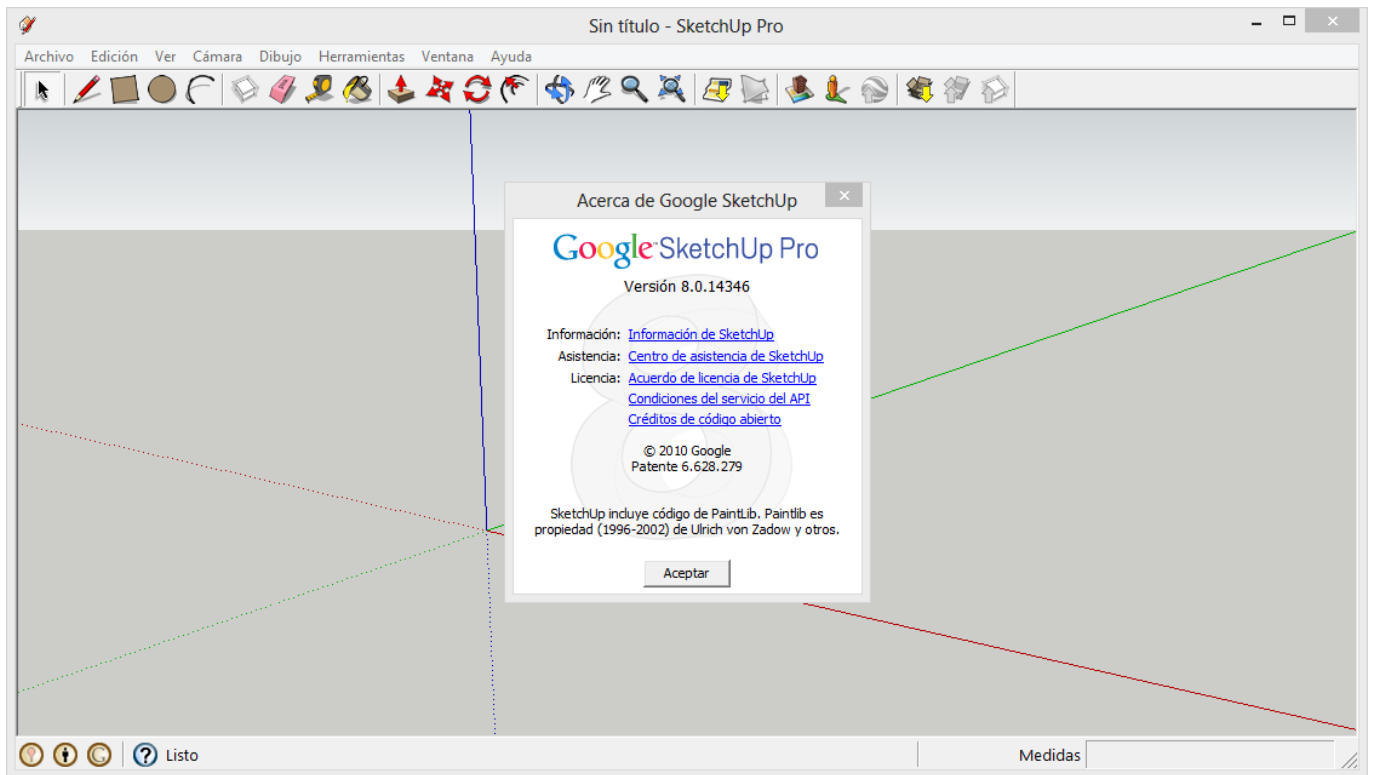 Sin título - SketchUp Pro
Archivo Edición Ver Cámara Dibujo Herramientas Ventana Ayuda
Acerca de Google SketchUp
Google SketchUp Pro
Versión 8.0.14346
Información: Información de SketchUp
Asistencia: Centro de asistencia de SketchUp
Licencia: Acuerdo de licencia de SketchUp
Condiciones del servicio del API
Créditos de código abierto
© 2010 Google
Patente 6.628.279
SketchUp incluye código de PaintLib. Paintlib es
propiedad (1996-2002) de Ulrich von Zadow y otros.
Aceptar
Listo
Medidas